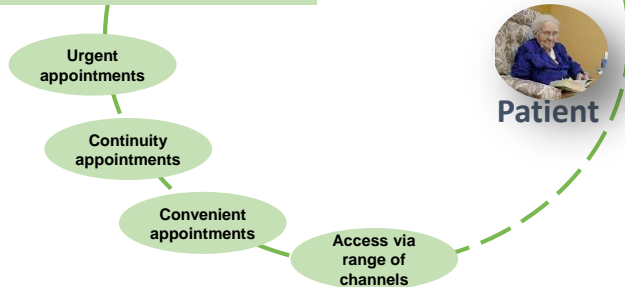 Urgent
appointments
Patient
Continuity
appointments
Convenient
appointments
Access via
range of
channels